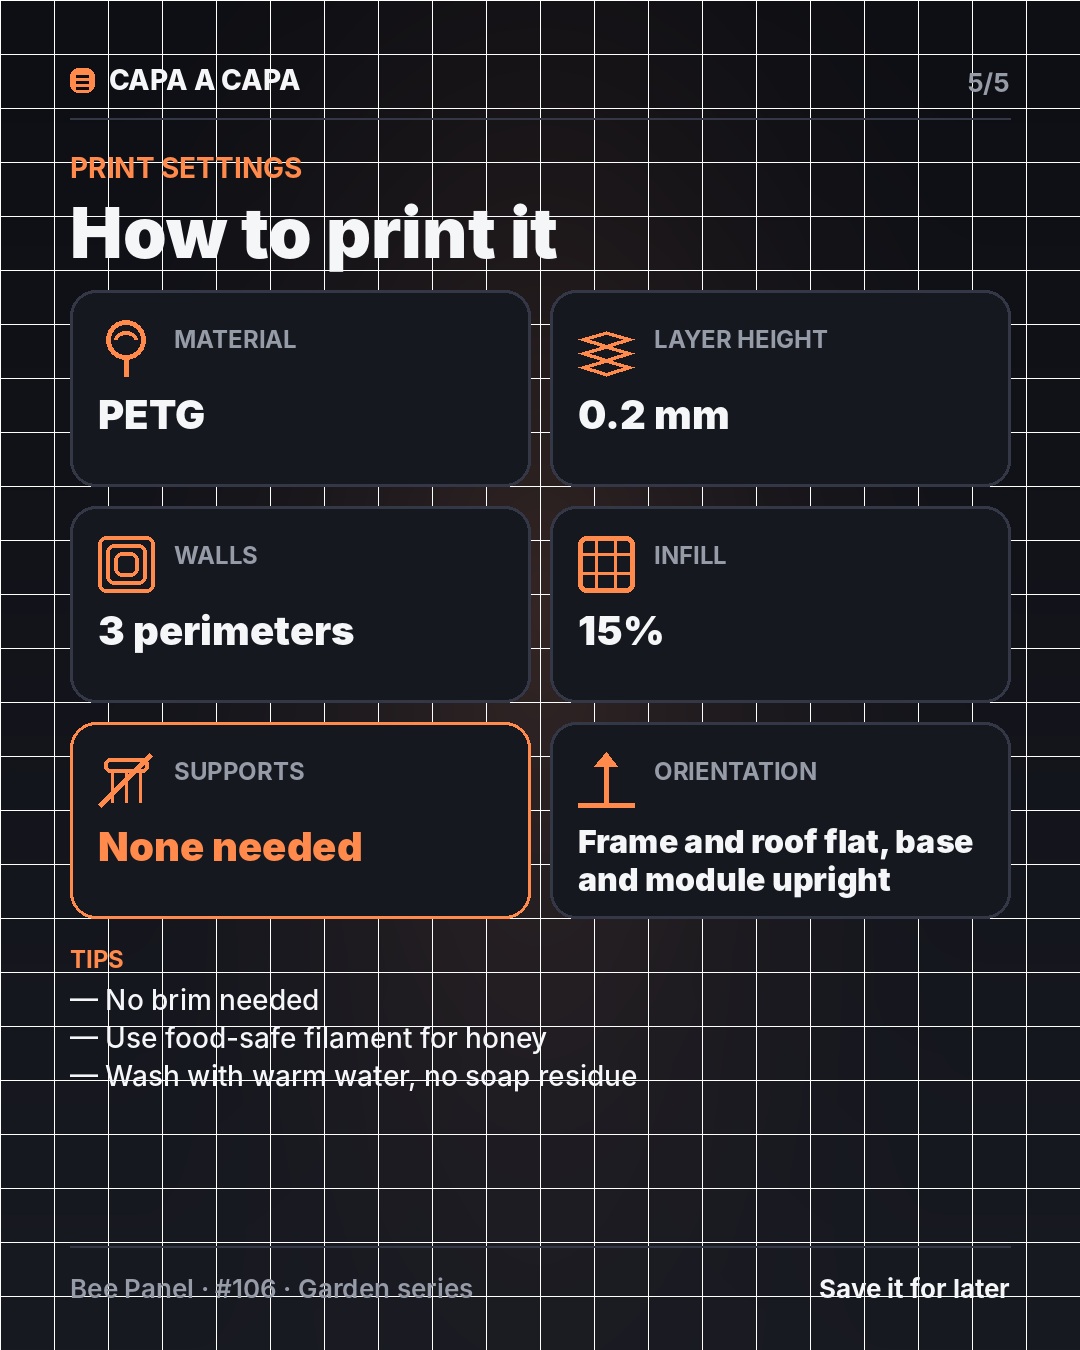 CAPA A CAPA
5/5
PRINT SETTINGS
How to print it
MATERIAL
PETG
LAYER HEIGHT
0.2 mm
WALLS
3 perimeters
INFILL
15%
SUPPORTS
None needed
ORIENTATION
Frame and roof flat, base
and module upright
TIPS
— No brim needed
— Use food-safe filament for honey
— Wash with warm water, no soap residue
Bee Panel · #106 · Garden series
Save it for later